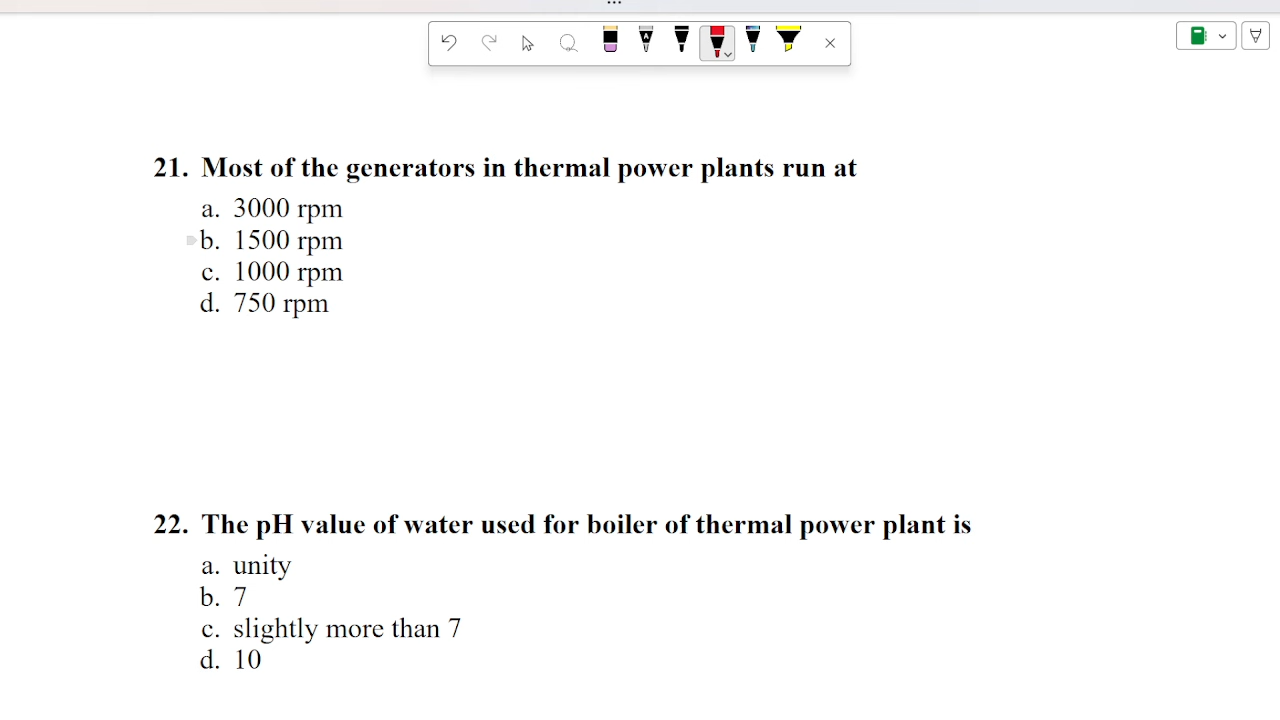 21. Most of the generators in thermal power plants run at
a. 3000 rpm
b. 1500 rpm
c. 1000 rpm
d. 750 rpm
22. The pH value of water used for boiler of thermal power plant is
a. unity
b. 7
c. slightly more than 7
d. 10